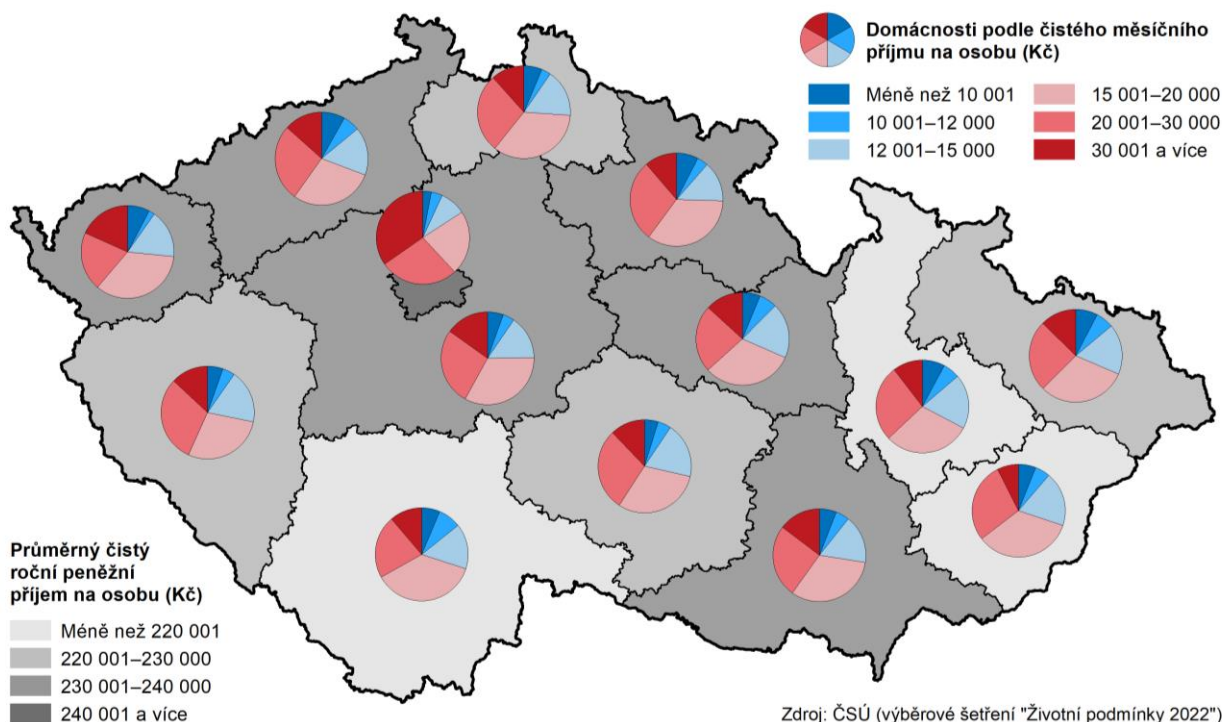 Domácnosti podle čistého měsíčního
příjmu na osobu (Kč)
Méně než 10 001
10 001–12 000
12 001–15 000
15 001–20 000
20 001–30 000
30 001 a více
Průměrný čistý
roční peněžní
příjem na osobu (Kč)
Méně než 220 001
220 001–230 000
230 001–240 000
240 001 a více
Zdroj: ČSÚ (výběrové šetření "Životní podmínky 2022")